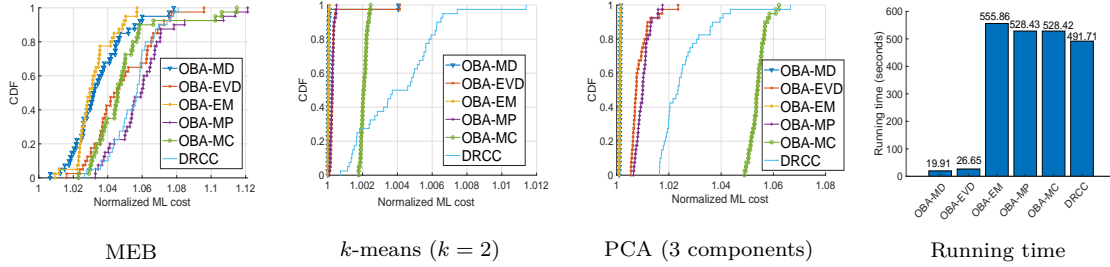 CDF
1
0.8
0.6
0.4
0.2
0
OBA-MD
OBA-EVD
OBA-EM
OBA-MP
OBA-MC
DRCC
1 1.02 1.04 1.06 1.08 1.1 1.12
Normalized ML cost
MEB
CDF
1
0.8
0.6
0.4
0.2
0
OBA-MD
OBA-EVD
OBA-EM
OBA-MP
OBA-MC
DRCC
1 1.002 1.004 1.006 1.008 1.01 1.012
Normalized ML cost
k-means (k = 2)
CDF
1
0.8
0.6
0.4
0.2
0
OBA-MD
OBA-EVD
OBA-EM
OBA-MP
OBA-MC
DRCC
1 1.02 1.04 1.06 1.08
Normalized ML cost
PCA (3 components)
Running time (seconds)
600
500
400
300
200
100
0
19.91 26.65 555.86 528.43 528.42 491.71
OBA-MD OBA-EVD OBA-EM OBA-MP OBA-MC DRCC
Running time